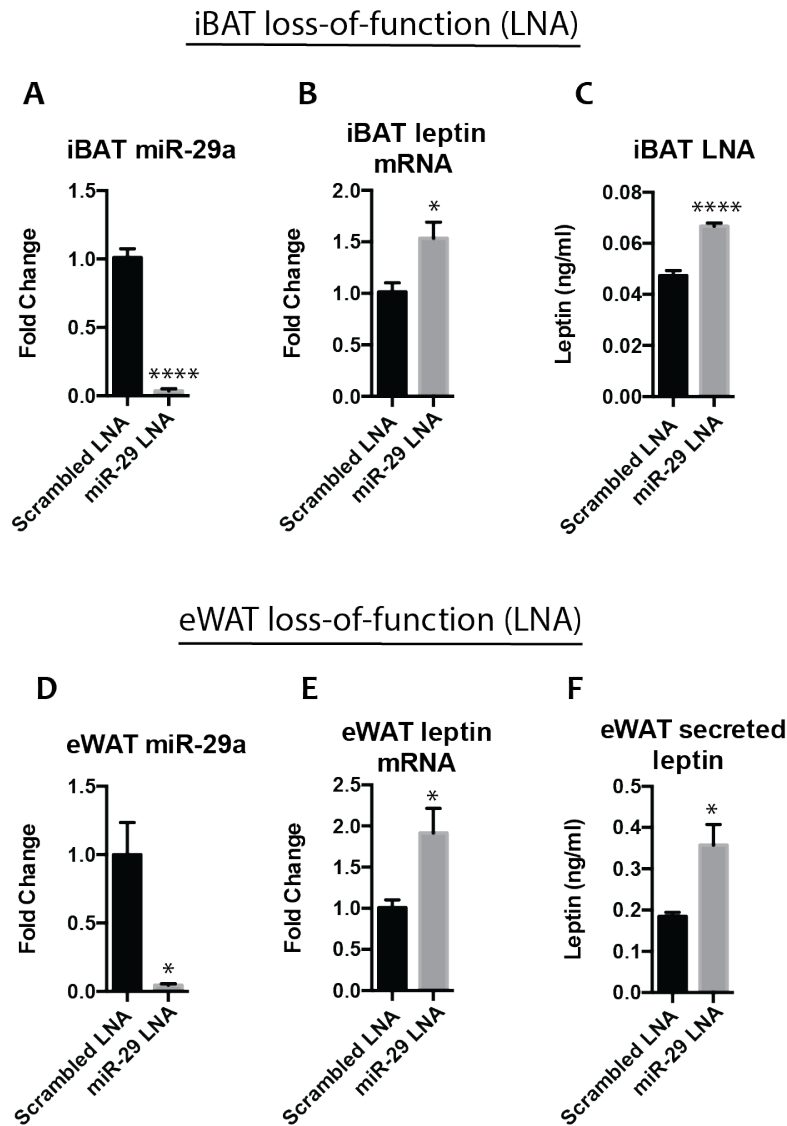 iBAT loss-of-function (LNA)
A
B
C
iBAT miR-29a
iBAT leptin
mRNA
iBAT LNA
Fold Change
1.5
1.0
0.5
0.0
****
Scrambled LNA
miR-29 LNA
Fold Change
2.0
1.5
1.0
0.5
0.0
*
Scrambled LNA
miR-29 LNA
Leptin (ng/ml)
0.08
0.06
0.04
0.02
0.00
****
Scrambled LNA
miR-29 LNA
eWAT loss-of-function (LNA)
D
E
F
eWAT miR-29a
eWAT leptin
mRNA
eWAT secreted
leptin
Fold Change
1.5
1.0
0.5
0.0
*
Scrambled LNA
miR-29 LNA
Fold Change
2.5
2.0
1.5
1.0
0.5
0.0
*
Scrambled LNA
miR-29 LNA
Leptin (ng/ml)
0.5
0.4
0.3
0.2
0.1
0.0
*
Scrambled LNA
miR-29 LNA